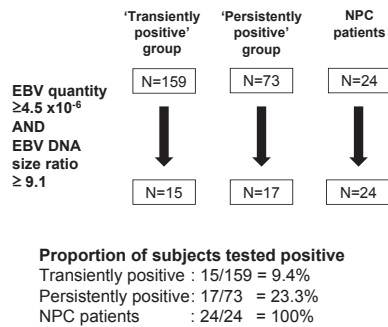 ‘Transiently positive’ group
‘Persistently positive’ group
NPC patients
N=159
N=73
N=24
EBV quantity
≥4.5 x10-6
AND
EBV DNA
size ratio
≥ 9.1
N=15
N=17
N=24
Proportion of subjects tested positive
Transiently positive : 15/159 = 9.4%
Persistently positive: 17/73 = 23.3%
NPC patients : 24/24 = 100%